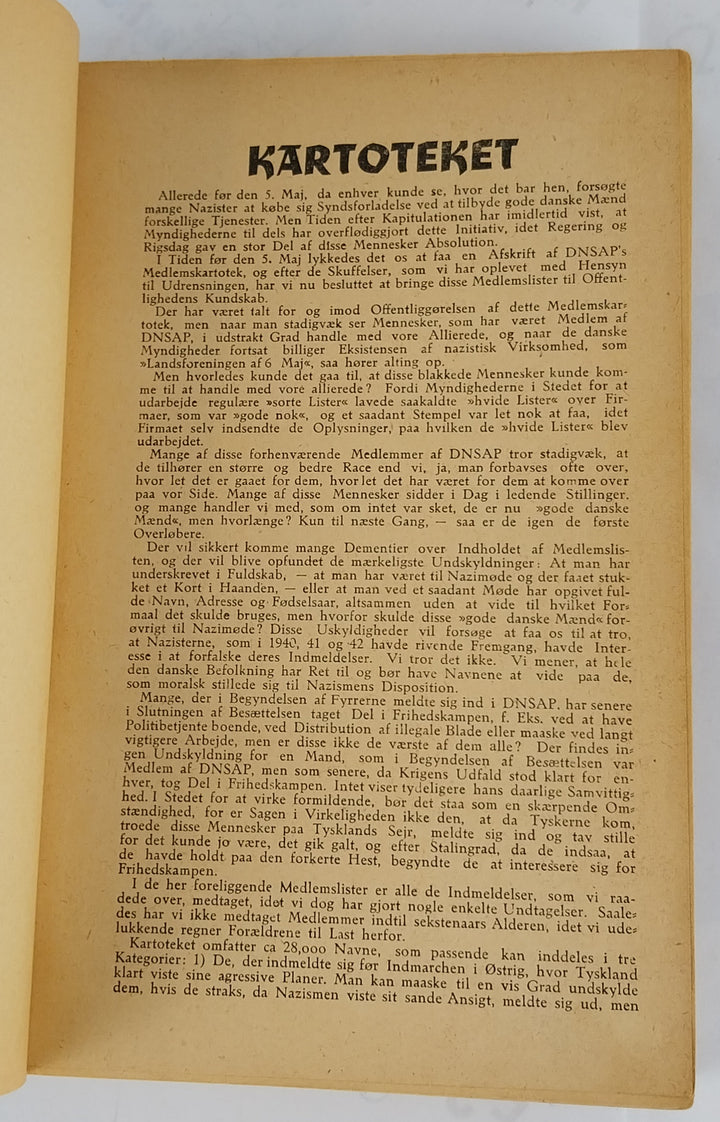 KARTOTEKET
Allerede før den 5. Maj, da enhver kunde se, hvor det bar hen, forsøgte
mange Nazister at købe sig Syndsforladelse ved at tilbyde gode danske Mænd
forskellige Tjenester. Men Tiden efter Kapitulationen har imidlertid vist, at
Myndighederne til dels har overflødiggjort dette Initiativ, idet Regering og
Rigsdag gav en stor Del af disse Mennesker Absolution.
I Tiden før den 5. Maj lykkedes det os at faa en Afskrift af DNSAP's
Medlemskartotek, og efter de Skuffelser, som vi har oplevet med Hensyn
til Udrensningen, har vi nu besluttet at bringe disse Medlemslister til Offent-
lighedens Kundskab.
Der har været talt for og imod Offentliggørelsen af dette Medlemskar-
totek, men naar man stadigvæk ser Mennesker, som har været Medlem af
DNSAP, i udstrakt Grad handle med vore Allierede, og naar de danske
Myndigheder fortsat billiger Eksistensen af nazistisk Virksomhed, som
»Landsforeningen af 6 Maj«, saa hører alting op.
Men hvorledes kunde det gaa til, at disse blakkede Mennesker kunde kom-
me til at handle med vore allierede? Fordi Myndighederne i Stedet for at
udarbejde regulære »sorte Lister« lavede saakaldte »hvide Lister« over Fir-
maer, som var »gode nok«, og et saadant Stempel var let nok at faa, idet
Firmaet selv indsendte de Oplysninger, paa hvilken de »hvide Lister« blev
udarbejdet.
Mange af disse forhenværende Medlemmer af DNSAP tror stadigvæk, at
de tilhører en større og bedre Race end vi, ja, man forbavses ofte over,
hvor let det er gaaet for dem, hvor let det har været for dem at komme over
paa vor Side. Mange af disse Mennesker sidder i Dag i ledende Stillinger,
og mange handler vi med, som om intet var sket, de er nu »gode danske
Mænd«, men hvorlænge? Kun til næste Gang, — saa er de igen de første
Overløbere.
Der vil sikkert komme mange Dementier over Indholdet af Medlemslis-
ten, og der vil blive opfundet de mærkeligste Undskyldninger: At man har
underskrevet i Fuldskab, — at man har været til Nazimøde og der faaet stuk-
ket et Kort i Haanden, — eller at man ved et saadant Møde har opgivet ful-
de Navn, Adresse og Fødselsaar, altsammen uden at vide til hvilket For-
maal det skulde bruges, men hvorfor skulde disse »gode danske Mænd« for-
øvrigt til Nazimøde? Disse Uskyldigheder vil forsøge at faa os til at tro,
at Nazisterne, som i 1940, 41 og 42 havde rivende Fremgang, havde Inter-
esse i at forfalske deres Indmeldelser. Vi tror det ikke. Vi mener, at hele
den danske Befolkning har Ret til og bør have Navnene at vide paa de,
som moralsk stillede sig til Nazismens Disposition.
Mange, der i Begyndelsen af Fyrrerne meldte sig ind i DNSAP, har senere
i Slutningen af Besættelsen taget Del i Frihedskampen, f. Eks. ved at have
Politibetjente boende, ved Distribution af illegale Blade eller maaske ved langt
vigtigere Arbejde, men er disse ikke de værste af dem alle? Der findes in-
gen Undskyldning for en Mand, som i Begyndelsen af Besættelsen var
Medlem af DNSAP, men som senere, da Krigens Udfald stod klart for en-
hver, tog Del i Frihedskampen. Intet viser tydeligere hans daarlige Samvittig-
hed. I Stedet for at virke formildende, bør det staa som en skærpende Om-
stændighed, for er Sagen i Virkeligheden ikke den, at da Tyskerne kom,
troede disse Mennesker paa Tysklands Sejr, meldte sig ind og tav stille
for det kunde jo være, det gik galt, og efter Stalingrad, da de indsaa, at
de havde holdt paa den forkerte Hest, begyndte de at interessere sig for
Frihedskampen.
I de her foreliggende Medlemslister er alle de Indmeldelser, som vi raa-
dede over, medtaget, idet vi dog har gjort nogle enkelte Undtagelser. Saale-
des har vi ikke medtaget Medlemmer indtil sekstenaars Alderen, idet vi ude-
lukkende regner Forældrene til Last herfor.
Kartoteket omfatter ca 28,000 Navne, som passende kan inddeles i tre
Kategorier: 1) De, der indmeldte sig før Indmarchen i Østrig, hvor Tyskland
klart viste sine agressive Planer. Man kan maaske til en vis Grad undskylde
dem, hvis de straks, da Nazismen viste sit sande Ansigt, meldte sig ud, men